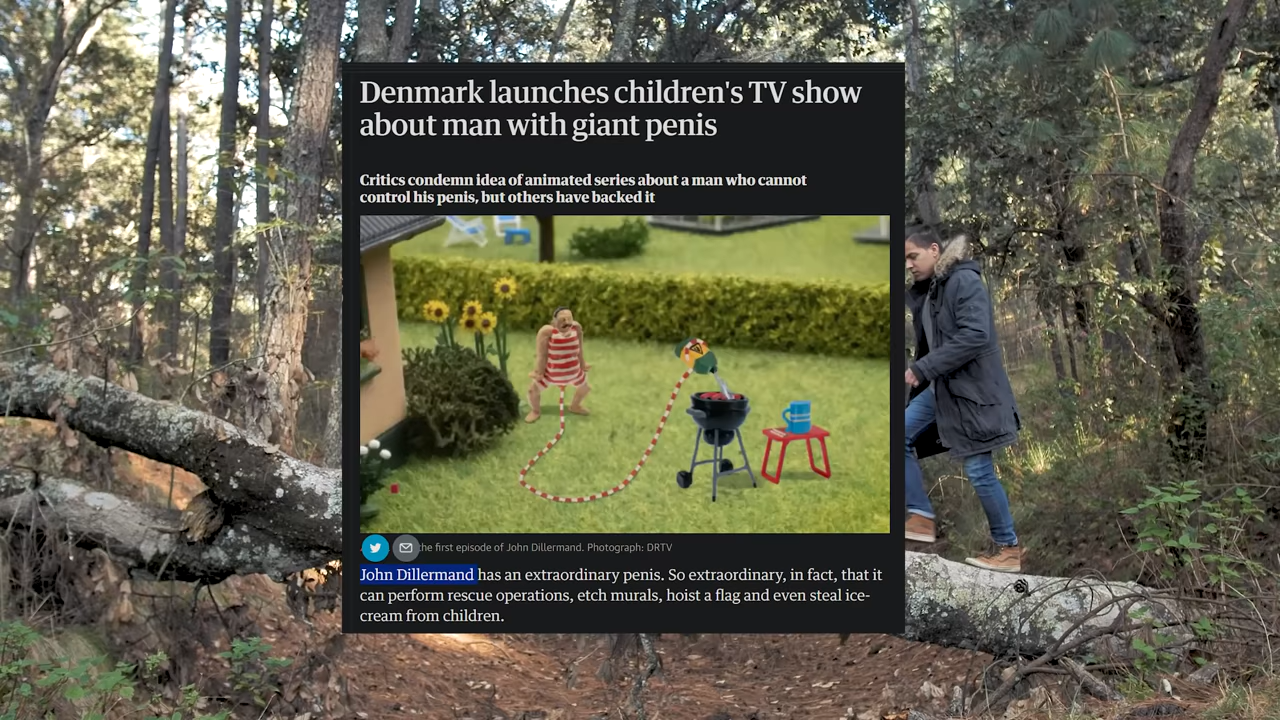 Denmark launches children's TV show
about man with giant penis
Critics condemn idea of animated series about a man who cannot
control his penis, but others have backed it
the first episode of John Dillermand. Photograph: DRTV
John Dillermand has an extraordinary penis. So extraordinary, in fact, that it
can perform rescue operations, etch murals, hoist a flag and even steal ice-
cream from children.